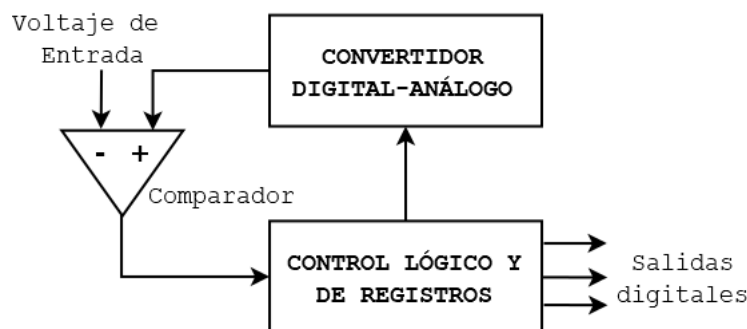 Voltaje de
Entrada
CONVERTIDOR
DIGITAL-ANÁLOGO
- +
Comparador
CONTROL LÓGICO Y
DE REGISTROS
Salidas
digitales